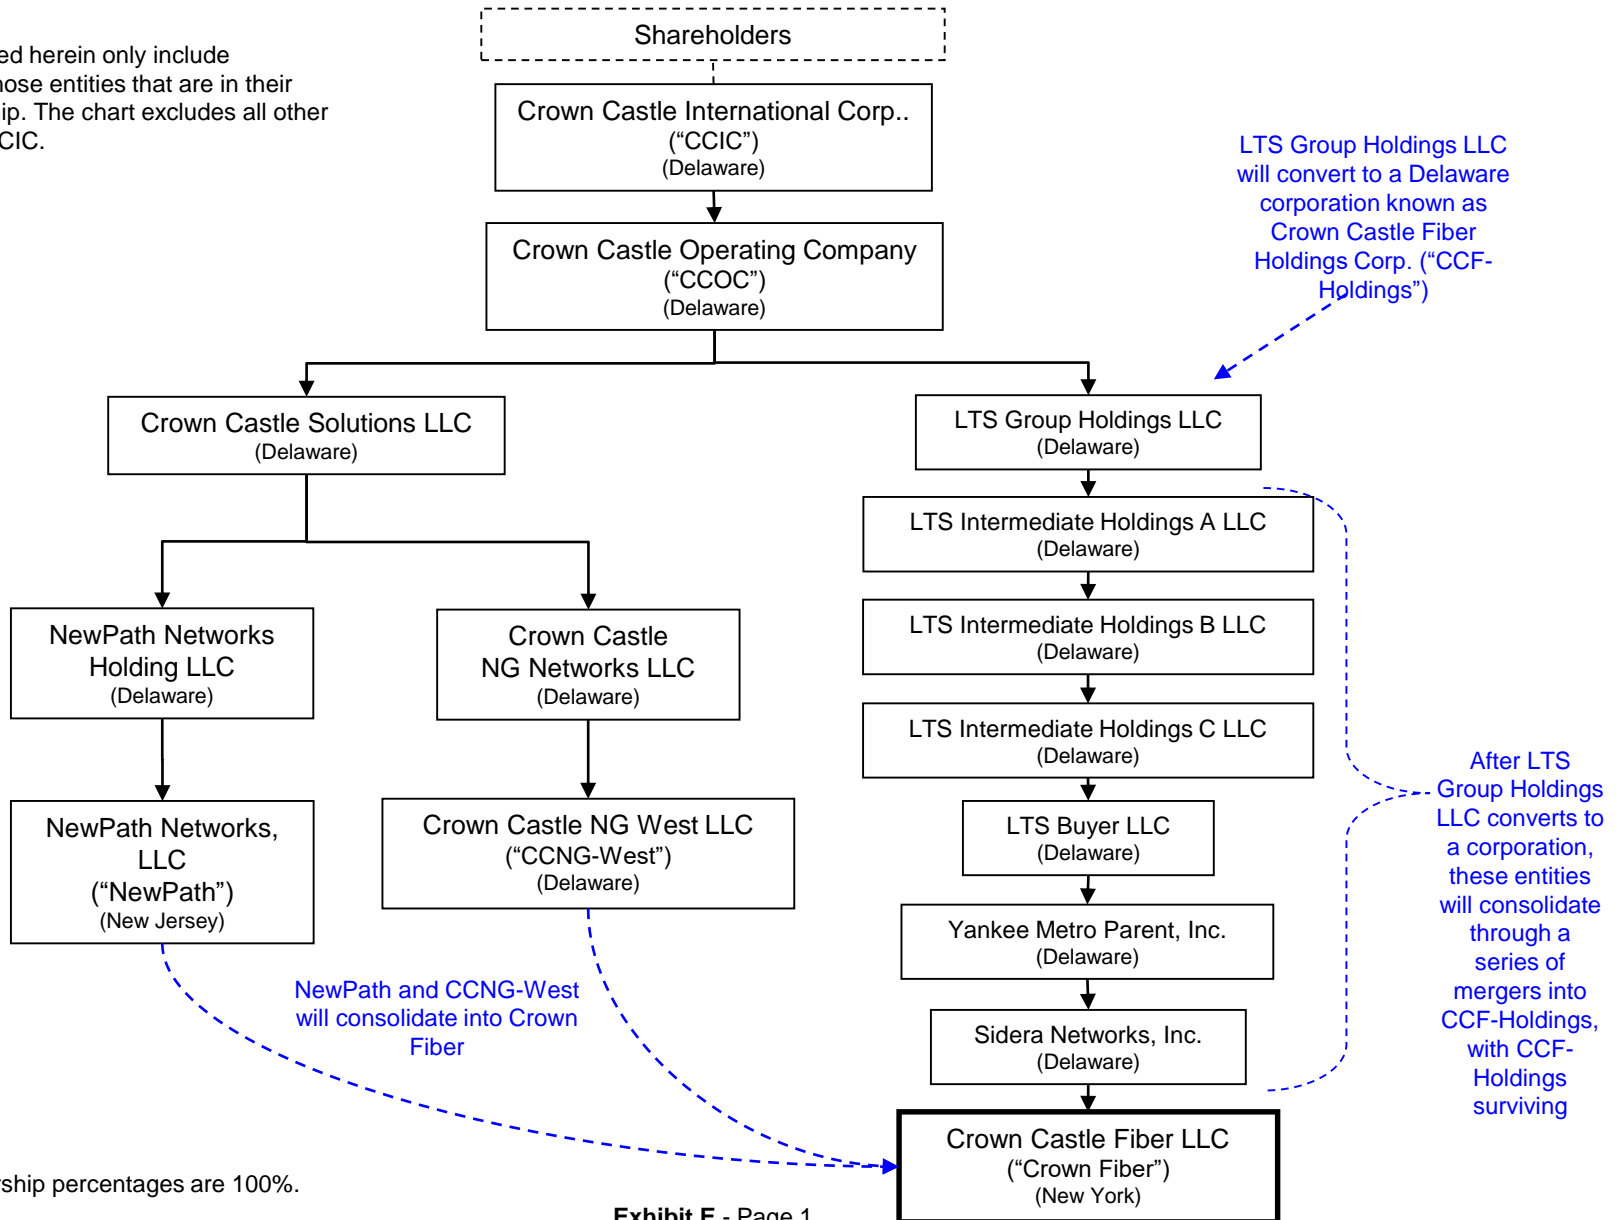 Shareholders
ed herein only include
hose entities that are in their
hip. The chart excludes all other
CIC.
Crown Castle International Corp..
(“CCIC”)
(Delaware)
LTS Group Holdings LLC
will convert to a Delaware
corporation known as
Crown Castle Fiber
Holdings Corp. (“CCF-
Holdings”)
Crown Castle Operating Company
(“CCOC”)
(Delaware)
Crown Castle Solutions LLC
(Delaware)
LTS Group Holdings LLC
(Delaware)
LTS Intermediate Holdings A LLC
(Delaware)
LTS Intermediate Holdings B LLC
(Delaware)
LTS Intermediate Holdings C LLC
(Delaware)
NewPath Networks
Holding LLC
(Delaware)
Crown Castle
NG Networks LLC
(Delaware)
NewPath Networks,
LLC
(“NewPath”)
(New Jersey)
Crown Castle NG West LLC
(“CCNG-West”)
(Delaware)
LTS Buyer LLC
(Delaware)
Yankee Metro Parent, Inc.
(Delaware)
Sidera Networks, Inc.
(Delaware)
After LTS
Group Holdings
LLC converts to
a corporation,
these entities
will consolidate
through a
series of
mergers into
CCF-Holdings,
with CCF-
Holdings
surviving
NewPath and CCNG-West
will consolidate into Crown
Fiber
Crown Castle Fiber LLC
(“Crown Fiber”)
(New York)
rship percentages are 100%.
Exhibit E - Page 1